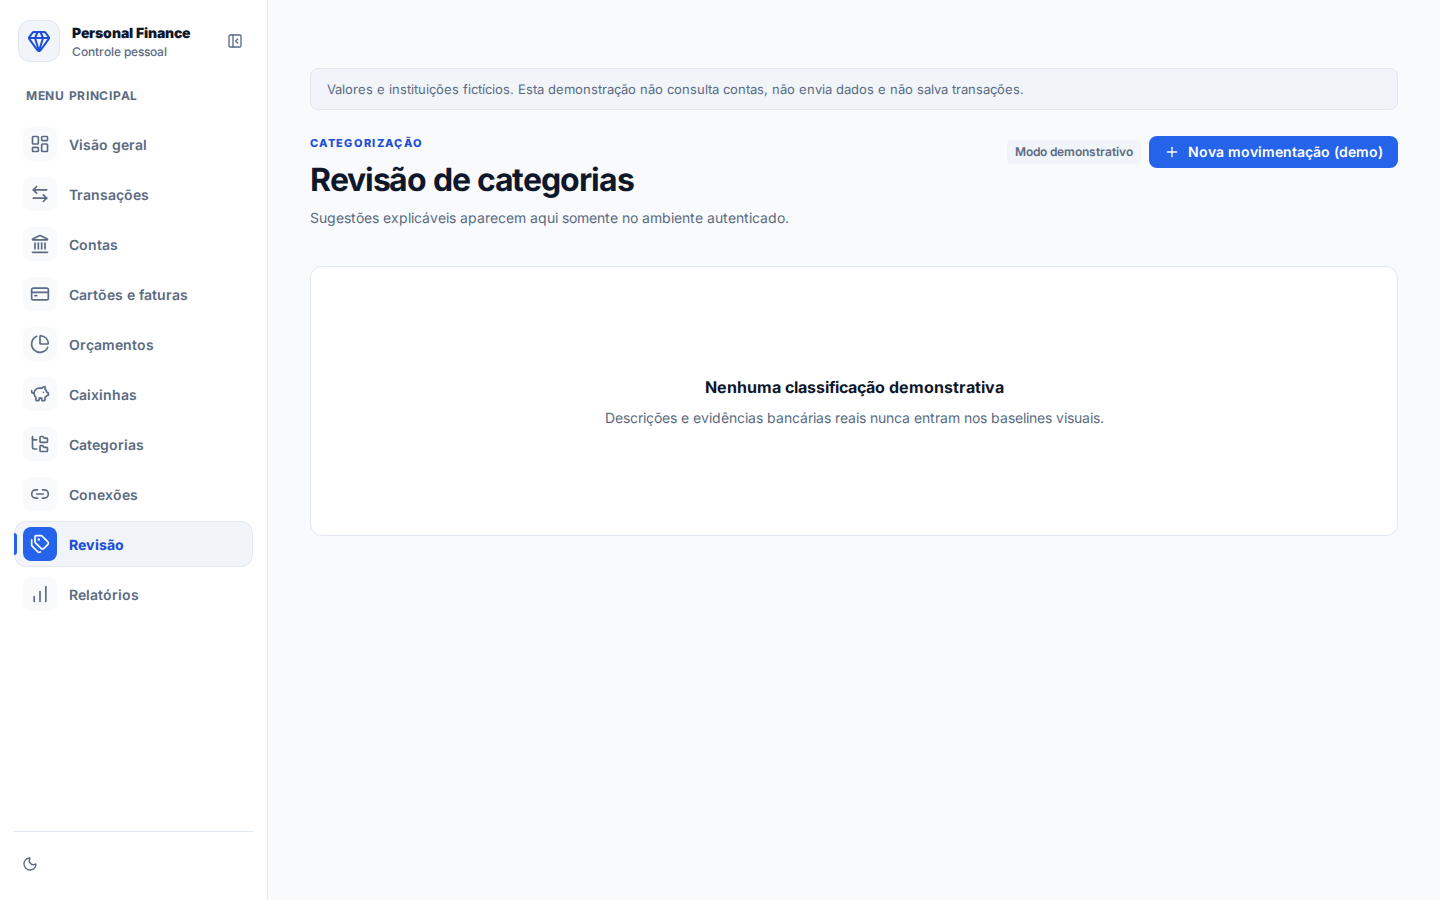 Personal Finance
Controle pessoal
MENU PRINCIPAL
Visão geral
Transações
Contas
Cartões e faturas
Orçamentos
Caixinhas
Categorias
Conexões
Revisão
Relatórios
Valores e instituições fictícios. Esta demonstração não consulta contas, não envia dados e não salva transações.
CATEGORIZAÇÃO
Revisão de categorias
Sugestões explicáveis aparecem aqui somente no ambiente autenticado.
Modo demonstrativo
Nova movimentação (demo)
Nenhuma classificação demonstrativa
Descrições e evidências bancárias reais nunca entram nos baselines visuais.